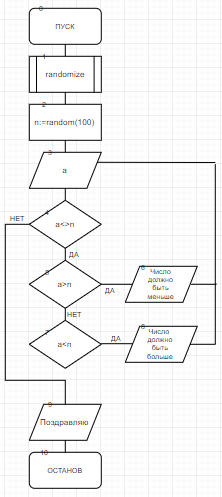 0
ПУСК
1
randomize
2
n:=random(100)
3
a
4
a<>n
НЕТ
ДА
5
a>n
ДА
6
Число
должно
быть
меньше
НЕТ
7
a<n
ДА
8
Число
должно
быть
больше
9
Поздравляю
10
ОСТАНОВ